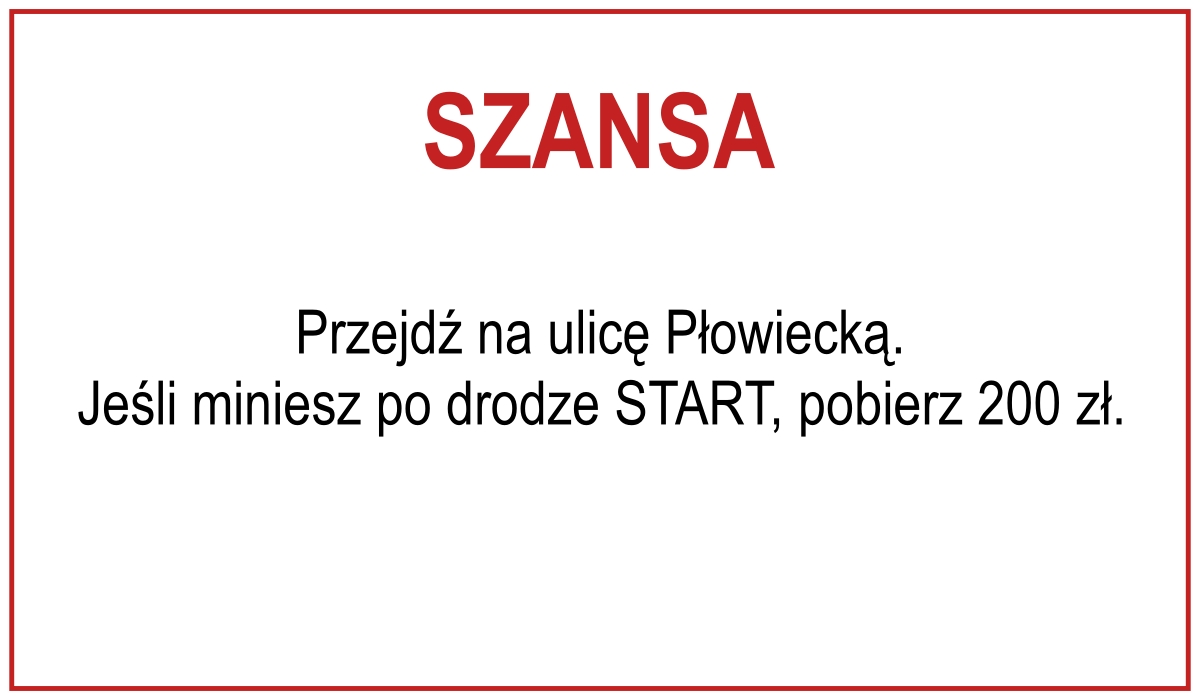 SZANSA
Przejdź na ulicę Płowiecką.
Jeśli miniesz po drodze START, pobierz 200 zł.